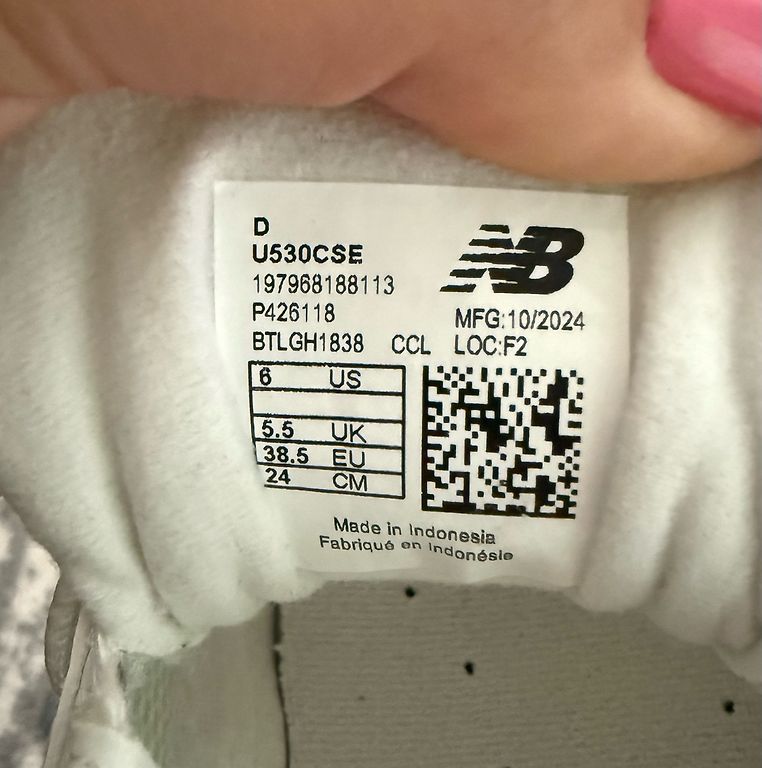 D
U530CSE
NB
197968188113
P426118
MFG:10/2024
BTLGH1838 CCL LOC:F2
6 US
5.5 UK
38.5 EU
24 CM
Made in Indonesia
Fabriqué en Indonésie